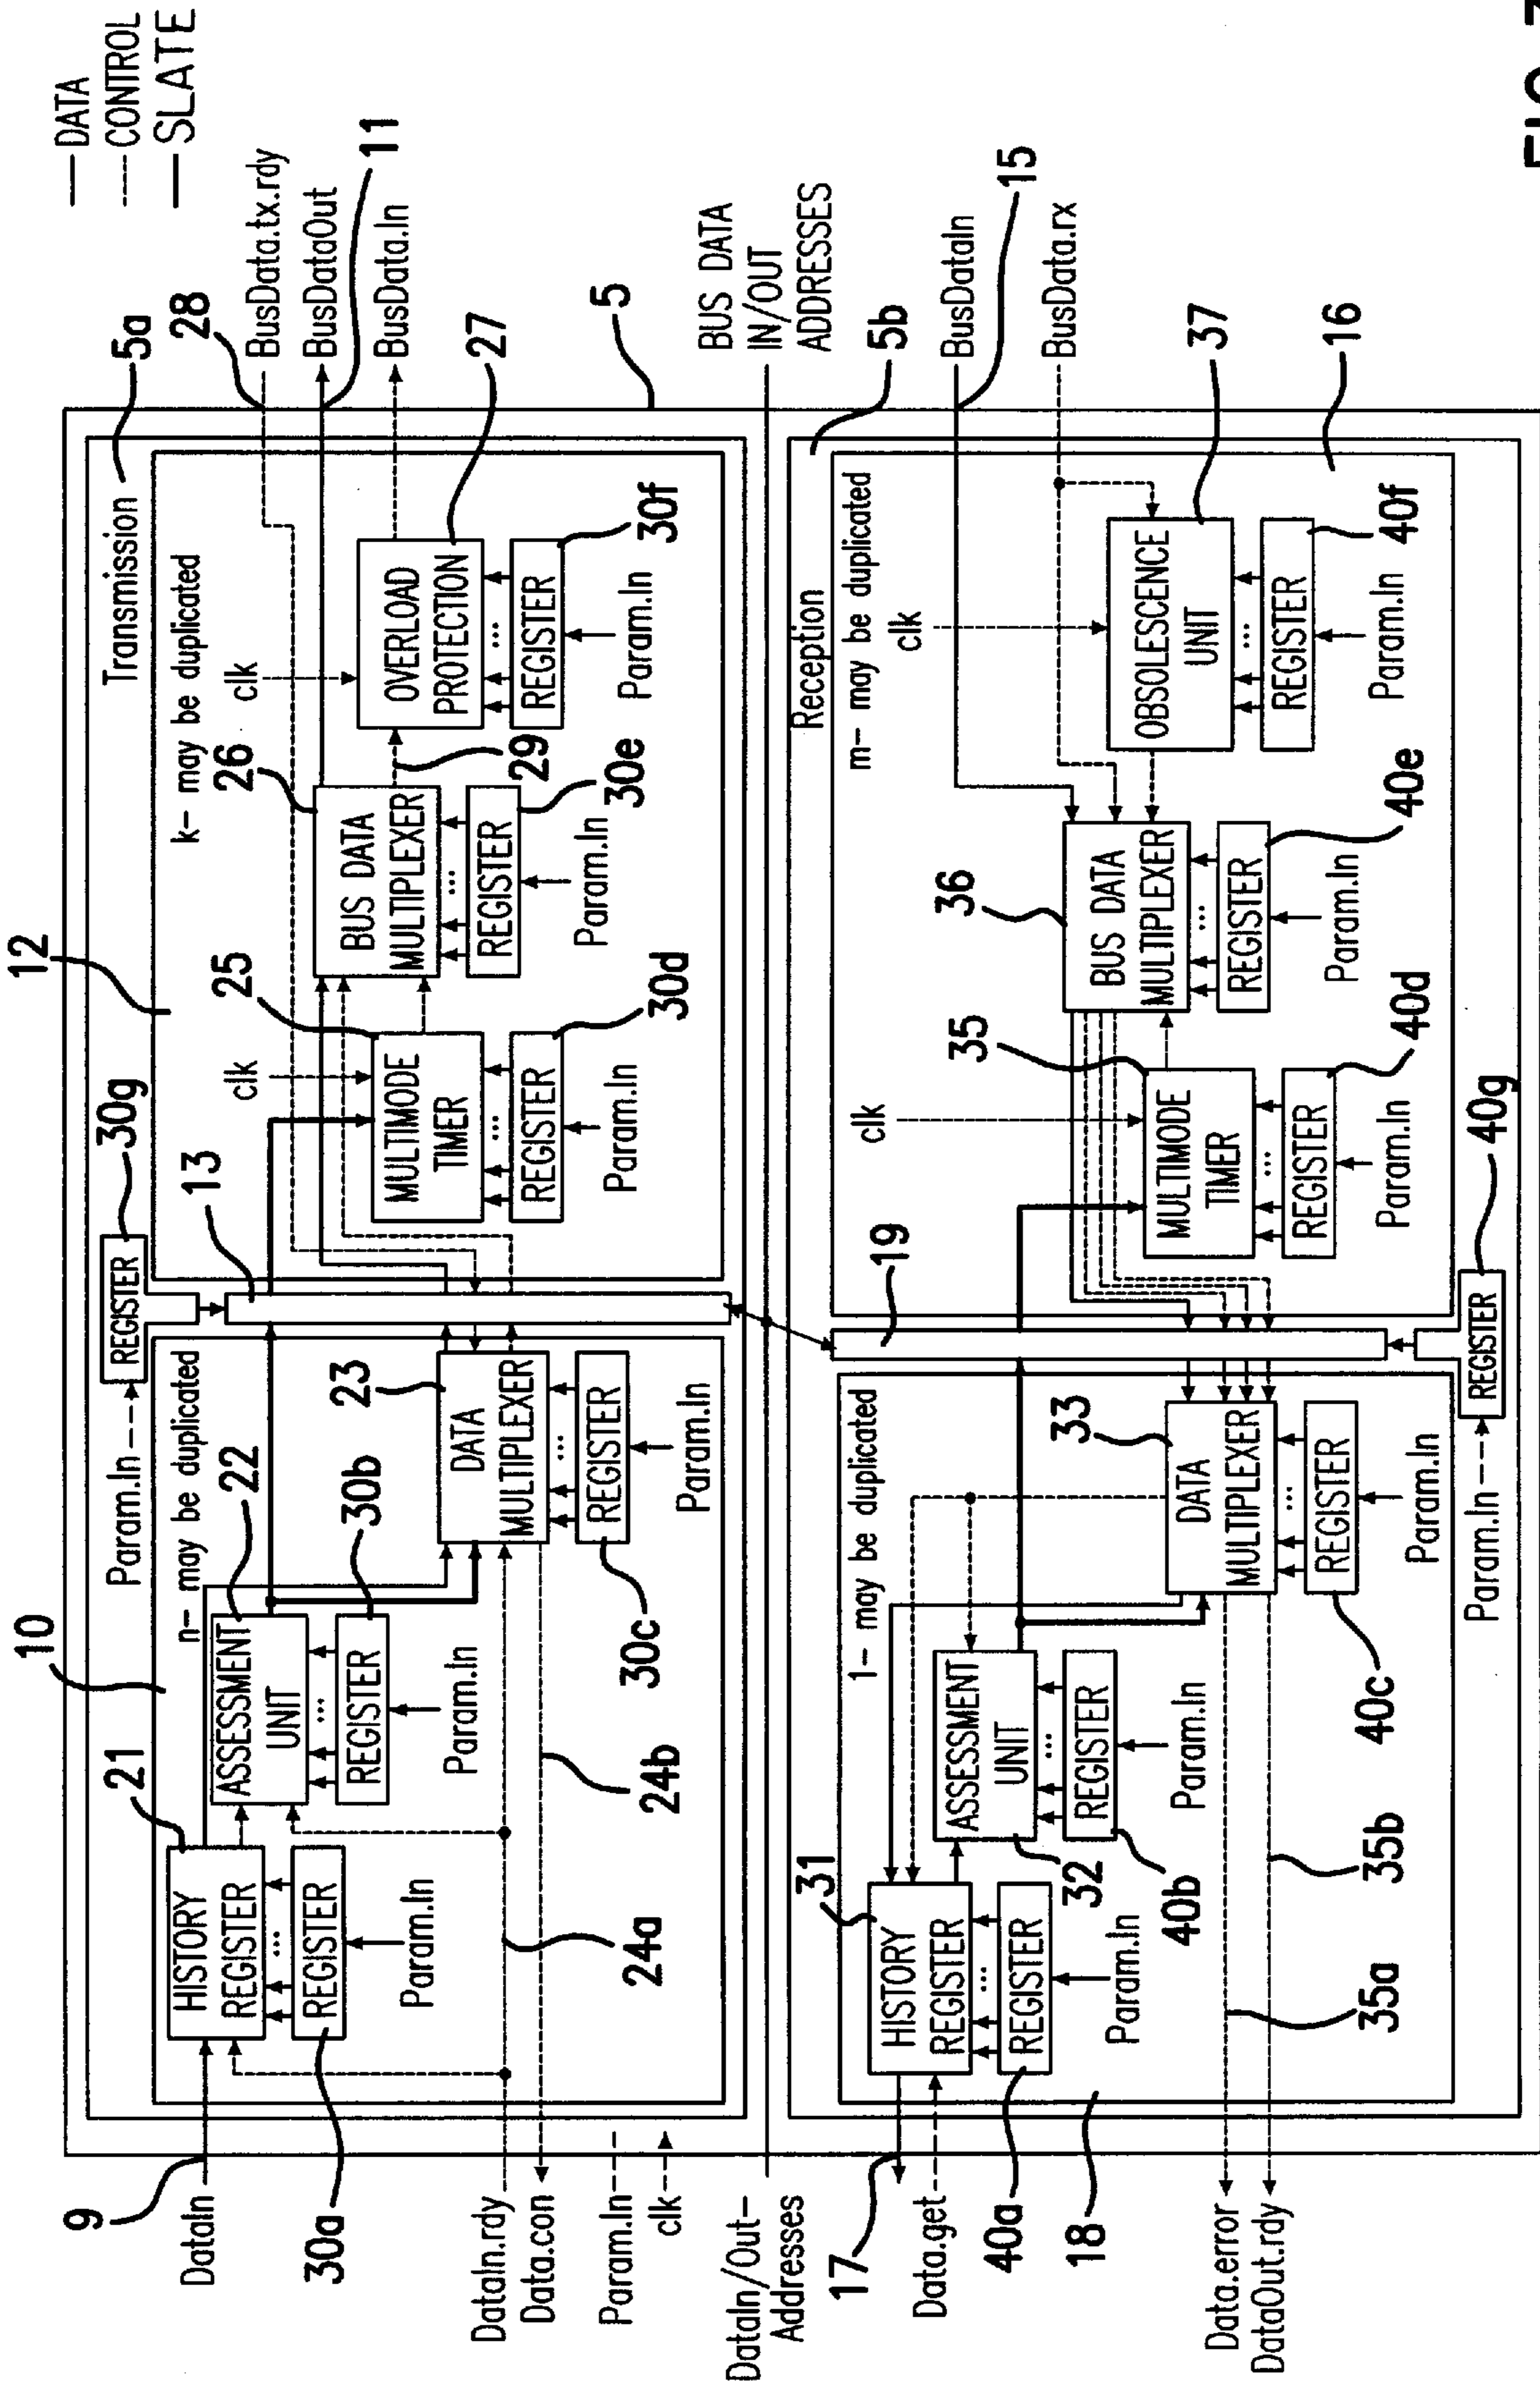 — DATA
--- CONTROL
— SLATE
9
DataIn
30a
DataIn.rdy
Data.con
Param.In
clk
DataIn/Out-
Addresses
17
Data.get
40a
18
Data.error
DataOut.rdy
10
Param.In
REGISTER
30g
13
12
Transmission
5a
28
BusData.tx.rdy
BusDataOut
11
BusData.In
27
5
BUS DATA
IN/OUT
ADDRESSES
5b
BusDataIn
15
BusData.rx
37
16
n- may be duplicated
21
HISTORY
REGISTER
...
REGISTER
Param.In
24a
22
ASSESSMENT
UNIT
...
REGISTER
30b
Param.In
24b
23
DATA
MULTIPLEXER
...
REGISTER
30c
Param.In
k- may be duplicated
25
clk
MULTIMODE
TIMER
...
REGISTER
30d
Param.In
26
BUS DATA
MULTIPLEXER
...
REGISTER
30e
Param.In
29
clk
OVERLOAD
PROTECTION
...
REGISTER
30f
Param.In
Reception
1- may be duplicated
31
HISTORY
REGISTER
...
REGISTER
Param.In
35a
ASSESSMENT
UNIT
...
REGISTER
32
40b
Param.In
35b
33
DATA
MULTIPLEXER
...
REGISTER
40c
Param.In
19
Param.In
REGISTER
40g
m- may be duplicated
clk
35
MULTIMODE
TIMER
...
REGISTER
40d
Param.In
36
BUS DATA
MULTIPLEXER
...
REGISTER
40e
Param.In
clk
OBSOLESCENCE
UNIT
...
REGISTER
40f
Param.In